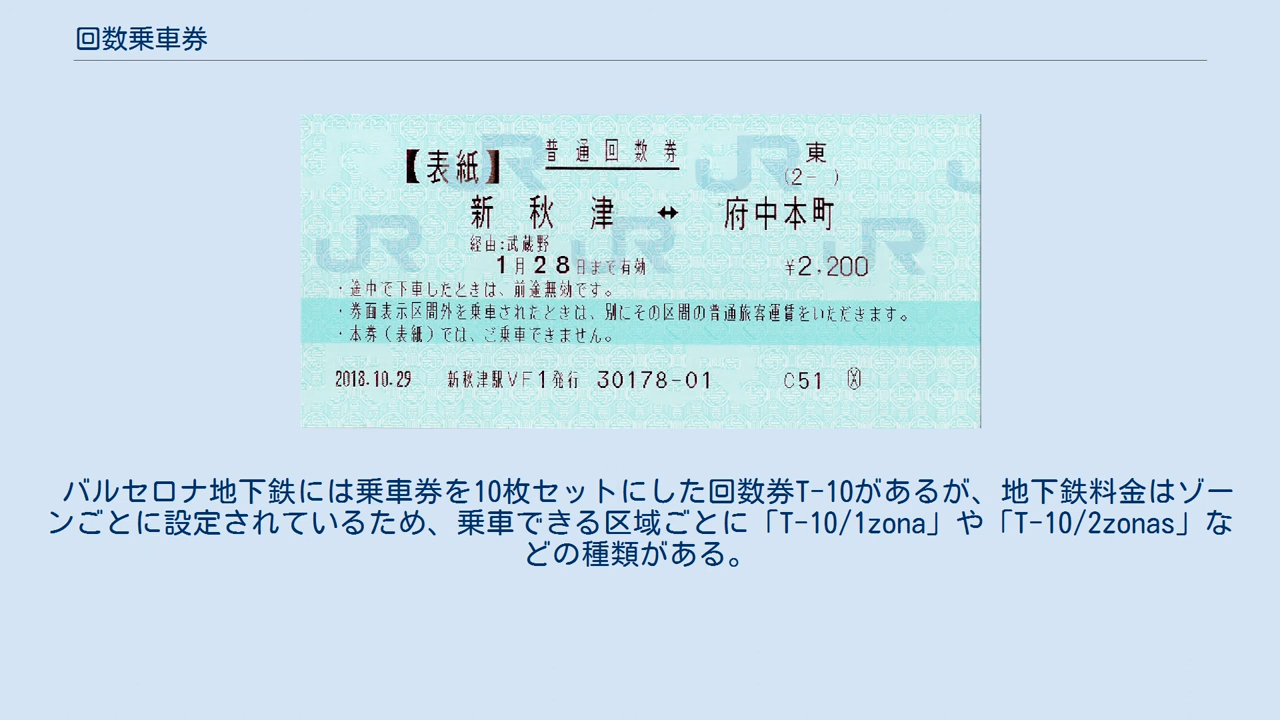 回数乗車券
【表紙】 普通回数券 東
(2- )
新秋津 ↔ 府中本町
経由:武蔵野
1月28日まで有効 ¥2,200
・途中で下車したときは、前途無効です。
・券面表示区間外を乗車されたときは、別にその区間の普通旅客運賃をいただきます。
・本券(表紙)では、ご乗車できません。
2018.10.29 新秋津駅VF1発行 30178-01 C51
バルセロナ地下鉄には乗車券を10枚セットにした回数券T-10があるが、地下鉄料金はゾー
ンごとに設定されているため、乗車できる区域ごとに「T-10/1zona」や「T-10/2zonas」な
どの種類がある。